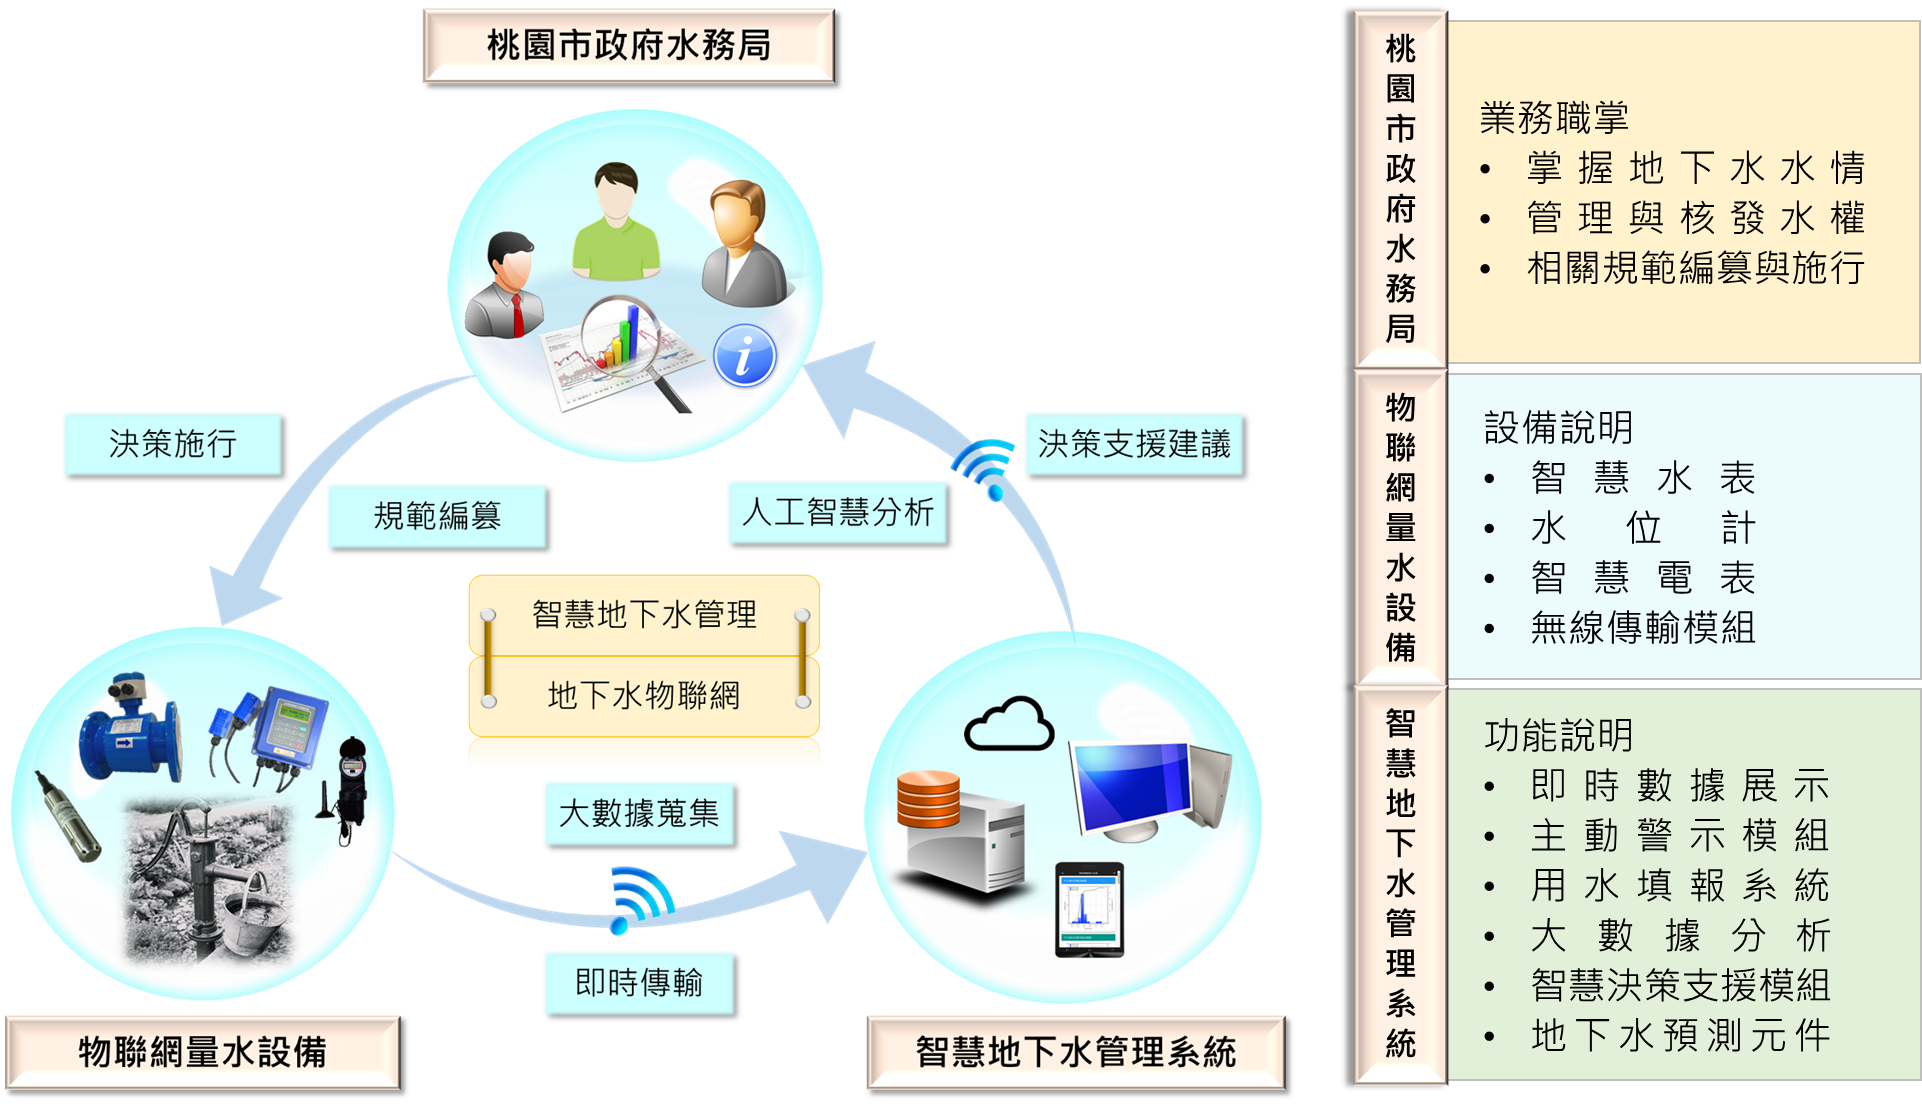 桃園市政府水務局
決策施行
規範編篡
決策支援建議
人工智慧分析
智慧地下水管理
地下水物聯網
大數據蒐集
即時傳輸
物聯網量水設備
智慧地下水管理系統
桃園市政府水務局
業務職掌
• 掌握地下水水情
• 管理與核發水權
• 相關規範編篡與施行
物聯網量水設備
設備說明
• 智慧水表
• 水位計
• 智慧電表
• 無線傳輸模組
智慧地下水管理系統
功能說明
• 即時數據展示
• 主動警示模組
• 用水填報系統
• 大數據分析
• 智慧決策支援模組
• 地下水預測元件